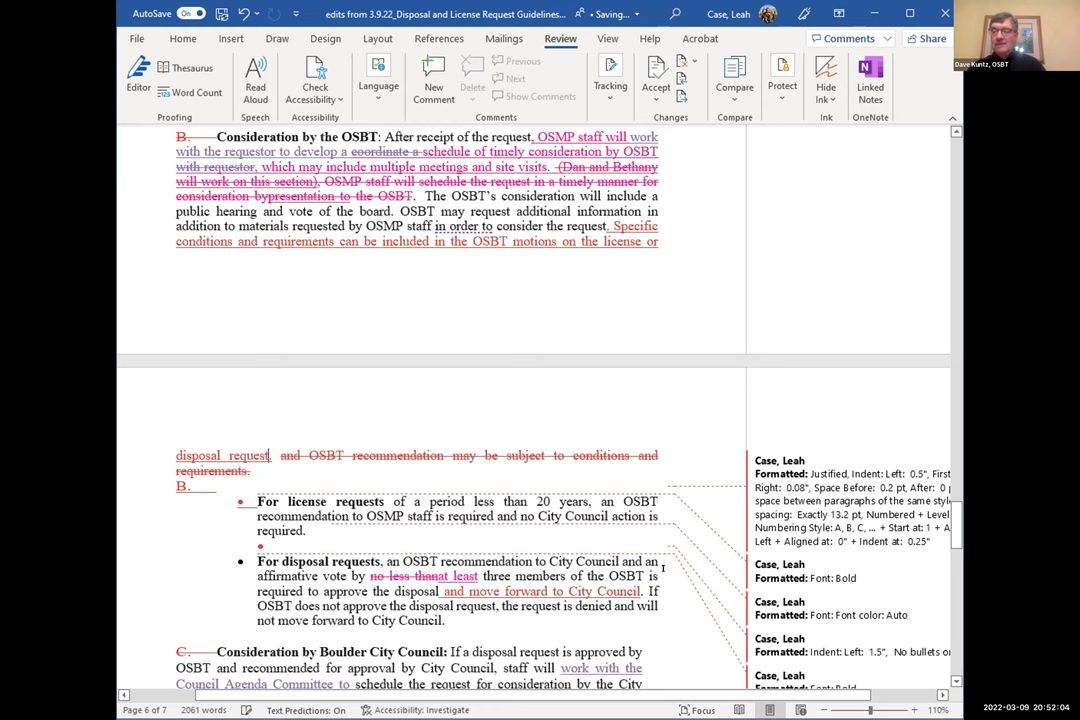 AutoSave On edits from 3.9.22_Disposal and License Request Guidelines... • Saving... Case, Leah
File Home Insert Draw Design Layout References Mailings Review View Help Acrobat Comments Share
Editor Thesaurus Word Count Read Aloud Check Accessibility Language New Comment Delete Previous Next Show Comments Tracking Accept Compare Protect Hide Ink Linked Notes
Proofing Speech Accessibility Comments Changes Compare Ink OneNote
Dave Kuntz, OSBT
B. Consideration by the OSBT: After receipt of the request, OSMP staff will work
with the requestor to develop a coordinate a schedule of timely consideration by OSBT
with requestor, which may include multiple meetings and site visits. (Dan and Bethany
will work on this section), OSMP staff will schedule the request in a timely manner for
consideration bypresentation to the OSBT. The OSBT's consideration will include a
public hearing and vote of the board. OSBT may request additional information in
addition to materials requested by OSMP staff in order to consider the request. Specific
conditions and requirements can be included in the OSBT motions on the license or
disposal request. and OSBT recommendation may be subject to conditions and
requirements.
B.
• For license requests of a period less than 20 years, an OSBT
recommendation to OSMP staff is required and no City Council action is
required.
•
• For disposal requests, an OSBT recommendation to City Council and an
affirmative vote by no less thanat least three members of the OSBT is
required to approve the disposal and move forward to City Council. If
OSBT does not approve the disposal request, the request is denied and will
not move forward to City Council.
C. Consideration by Boulder City Council: If a disposal request is approved by
OSBT and recommended for approval by City Council, staff will work with the
Council Agenda Committee to schedule the request for consideration by the City
Case, Leah
Formatted: Justified, Indent: Left: 0.5", First
Right: 0.08", Space Before: 0.2 pt, After: 0 p
space between paragraphs of the same styl
spacing: Exactly 13.2 pt, Numbered + Level
Numbering Style: A, B, C, ... + Start at: 1 + A
Left + Aligned at: 0" + Indent at: 0.25"
Case, Leah
Formatted: Font: Bold
Case, Leah
Formatted: Font: Font color: Auto
Case, Leah
Formatted: Indent: Left: 1.5", No bullets or
Case, Leah
Formatted: Font: Bold
Page 6 of 7 2061 words Text Predictions: On Accessibility: Investigate Focus 110%
2022-03-09 20:52:04